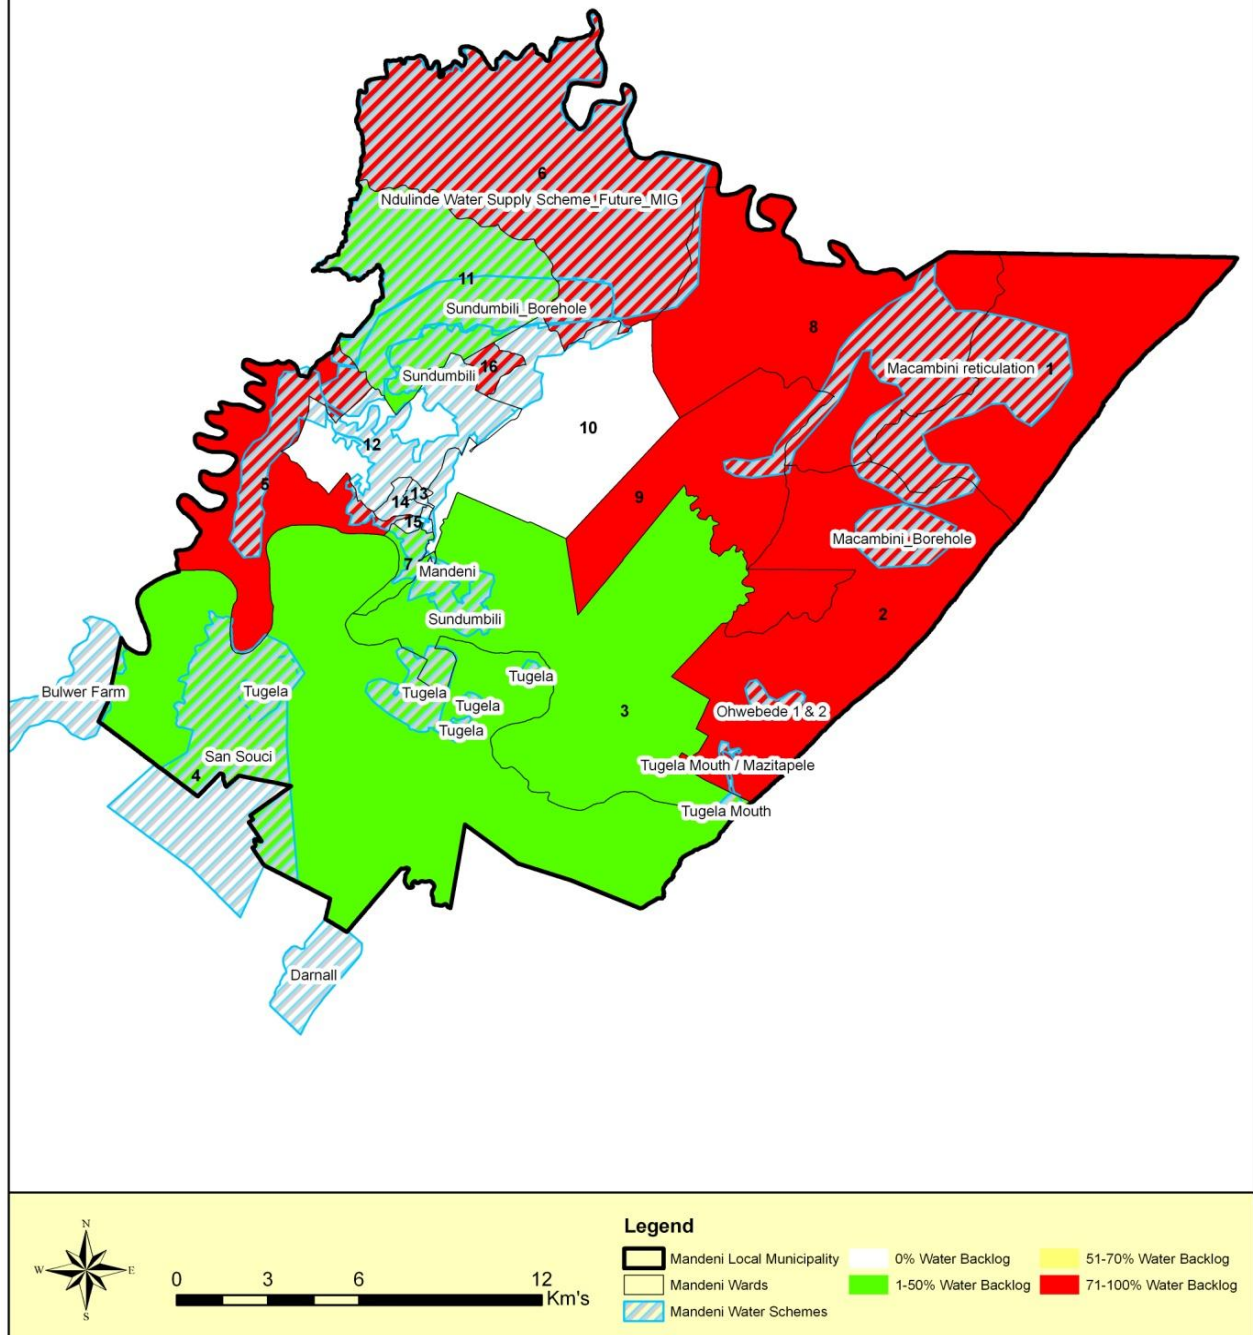 6
Ndulinde Water Supply Scheme_Future_MIG
11
Sundumbili_Borehole
8
16
Sundumbili
Macambini reticulation
1
10
12
5
13
14
9
15
Macambini_Borehole
7
Mandeni
Sundumbili
2
Tugela
Bulwer Farm
Tugela
Tugela
Tugela
Ohwebede 1 & 2
3
Tugela
San Souci
Tugela Mouth / Mazitapele
4
Tugela Mouth
Darnall
N
W
E
S
0
3
6
12
Km's
Legend
Mandeni Local Municipality
0% Water Backlog
51-70% Water Backlog
Mandeni Wards
1-50% Water Backlog
71-100% Water Backlog
Mandeni Water Schemes